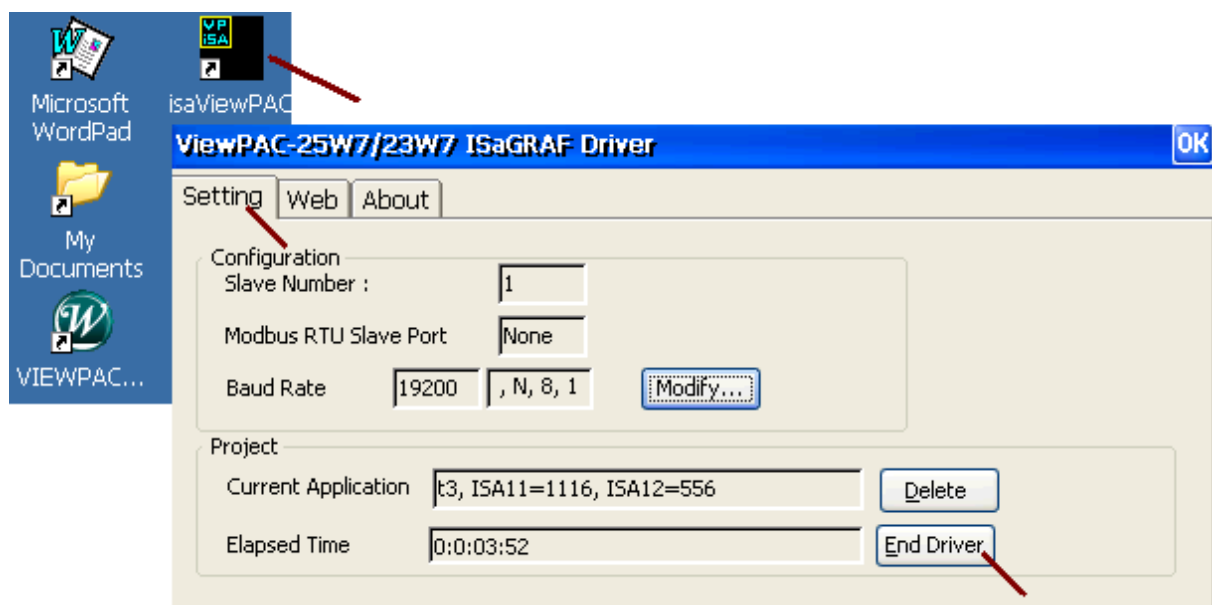 VP
iSA
Microsoft
WordPad
isaViewPAC
My
Documents
VIEWPAC...
ViewPAC-25W7/23W7 ISaGRAF Driver
OK
Setting
Web
About
Configuration
Slave Number :
1
Modbus RTU Slave Port
None
Baud Rate
19200
, N, 8, 1
Modify...
Project
Current Application
t3, ISA11=1116, ISA12=556
Delete
Elapsed Time
0:0:03:52
End Driver